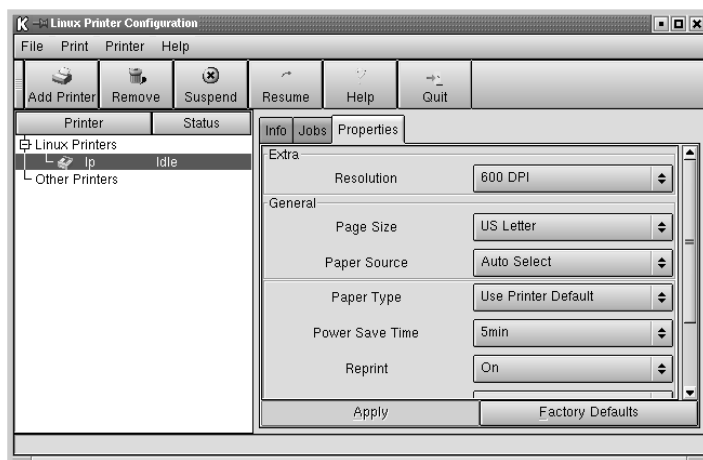 Linux Printer Configuration
File Print Printer Help
Add Printer Remove Suspend Resume Help Quit
Printer Status
Linux Printers
lp Idle
Other Printers
Info Jobs Properties
Extra
Resolution 600 DPI
General
Page Size US Letter
Paper Source Auto Select
Paper Type Use Printer Default
Power Save Time 5min
Reprint On
Apply Factory Defaults